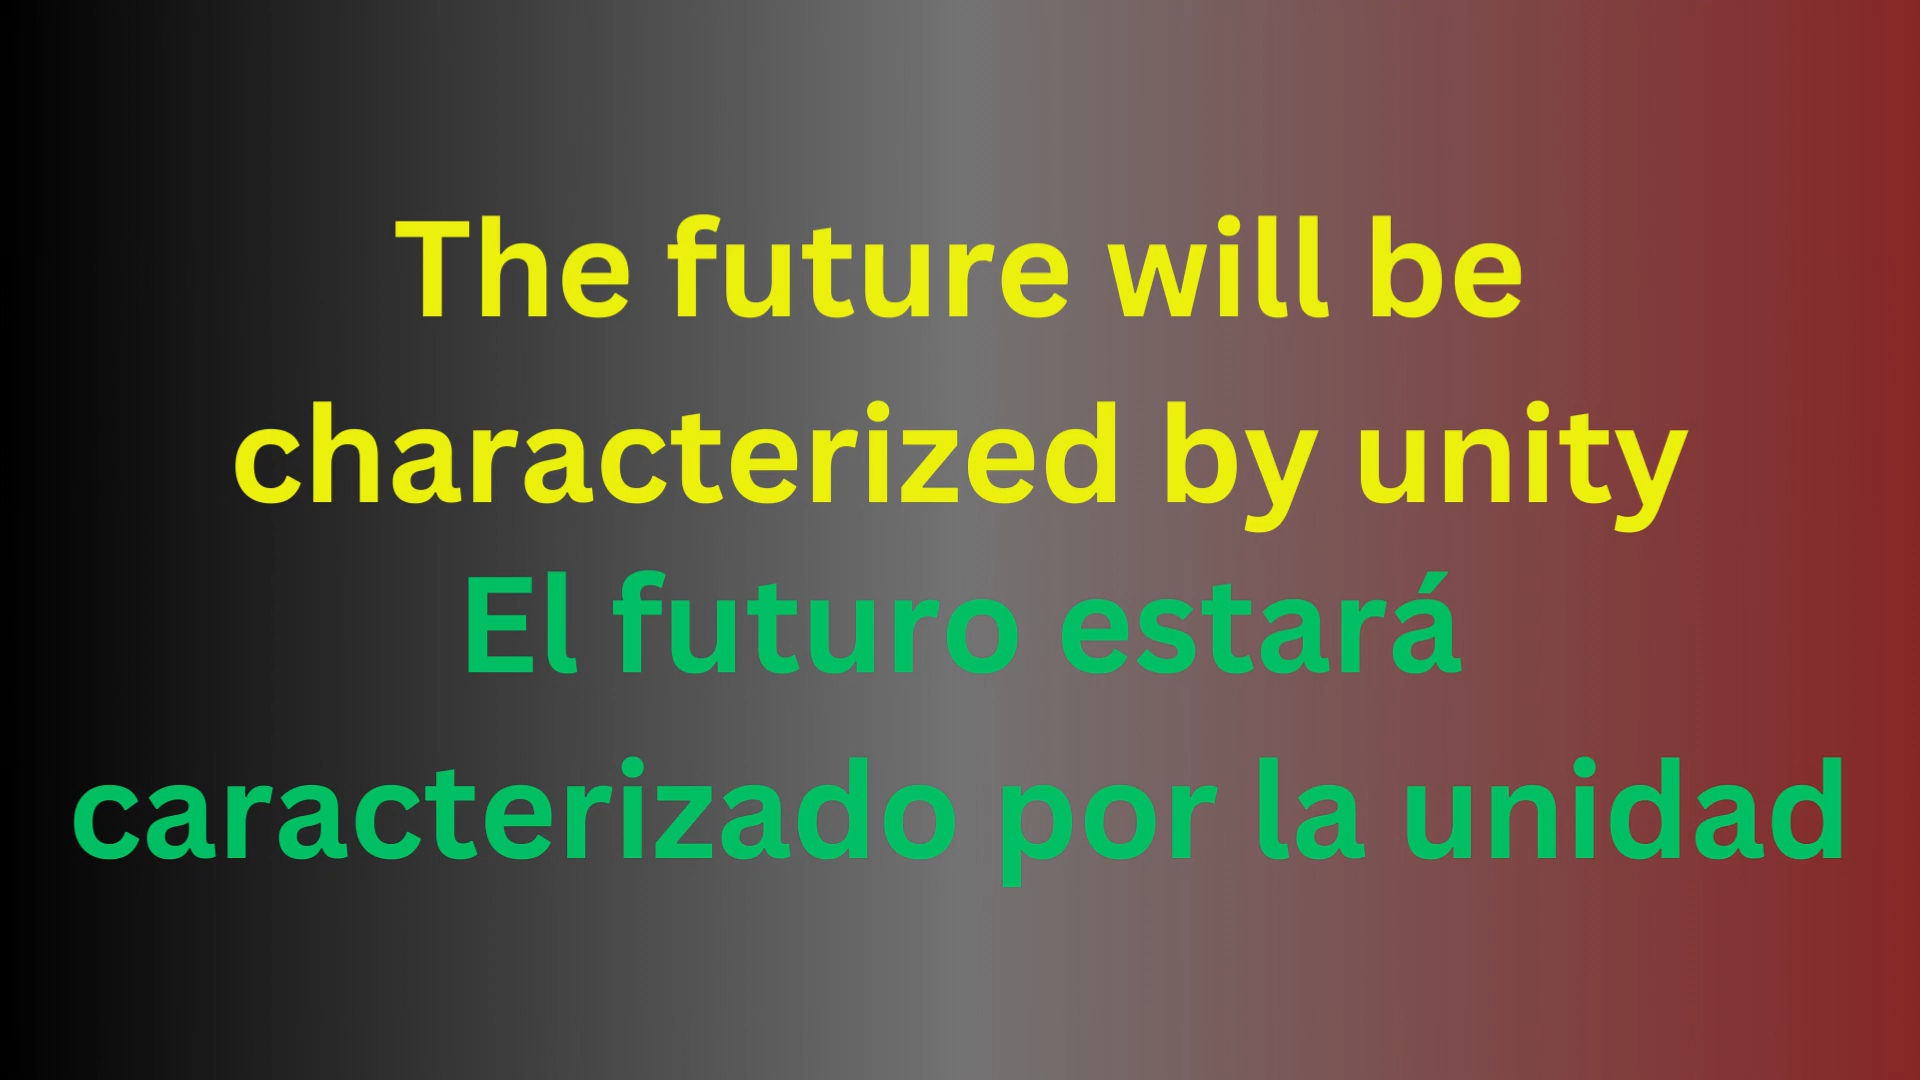 The future will be
characterized by unity
El futuro estará
caracterizado por la unidad